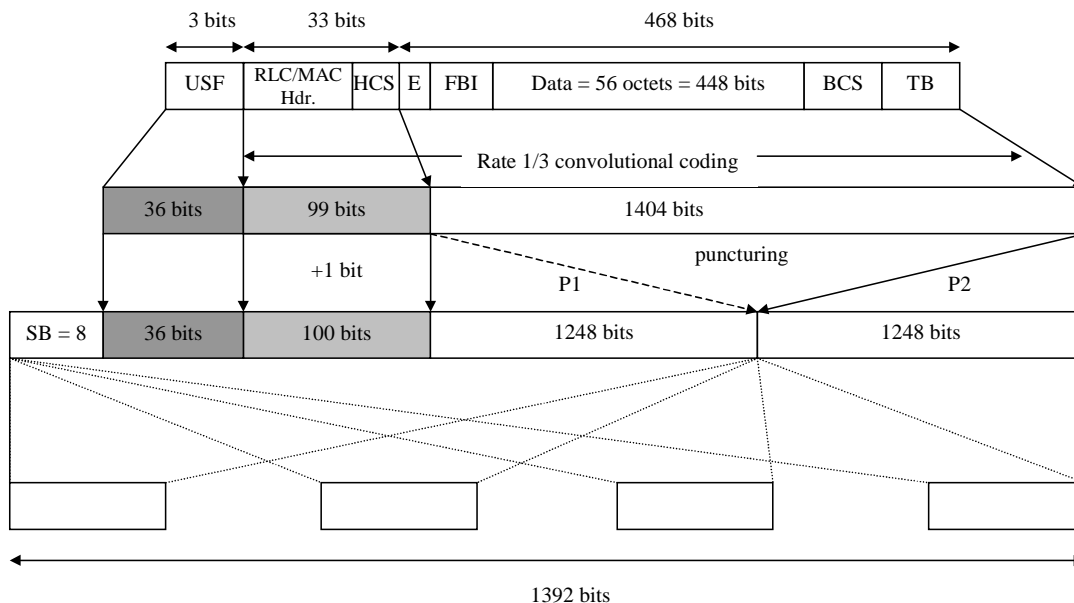 3 bits 33 bits 468 bits
USF RLC/MAC Hdr. HCS E FBI Data = 56 octets = 448 bits BCS TB
Rate 1/3 convolutional coding
36 bits 99 bits 1404 bits
+1 bit puncturing
P1 P2
SB = 8 36 bits 100 bits 1248 bits 1248 bits
1392 bits